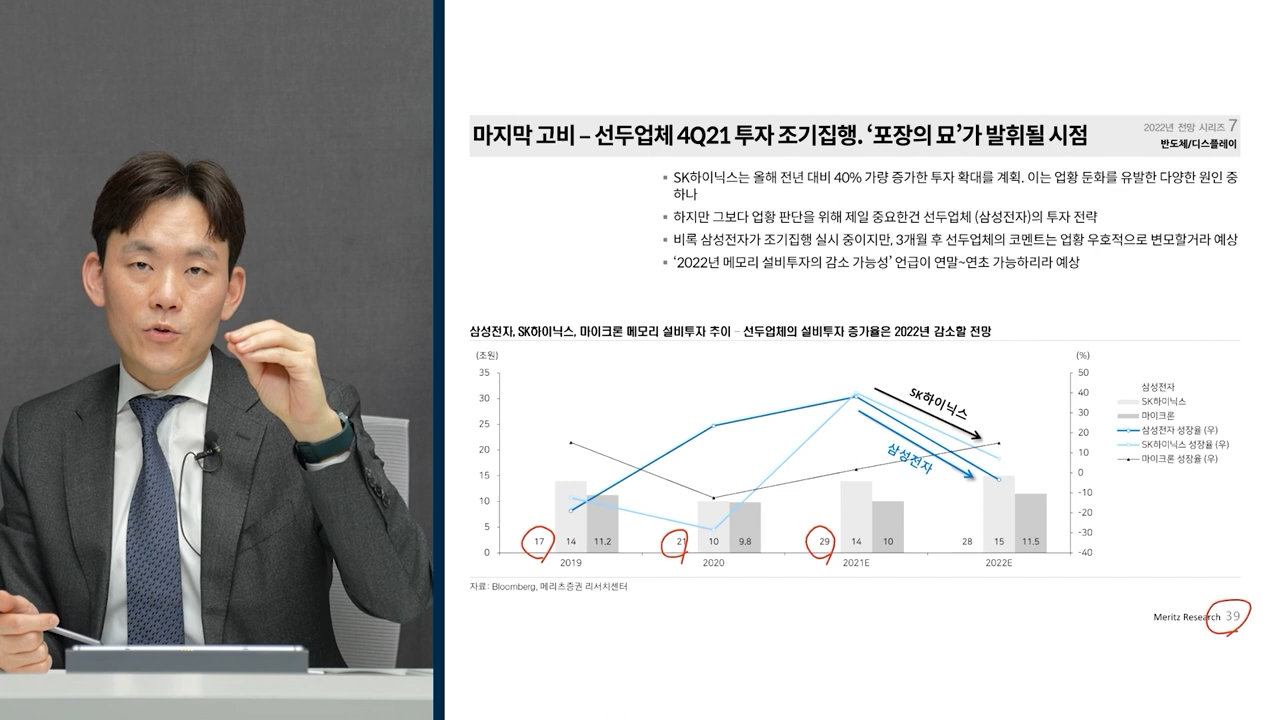 마지막 고비 – 선두업체 4Q21 투자 조기집행. ‘포장의 묘’가 발휘될 시점
2022년 전망 시리즈 7
반도체/디스플레이
▪ SK하이닉스는 올해 전년 대비 40% 가량 증가한 투자 확대를 계획. 이는 업황 둔화를 유발한 다양한 원인 중
하나
▪ 하지만 그보다 업황 판단을 위해 제일 중요한건 선두업체 (삼성전자)의 투자 전략
▪ 비록 삼성전자가 조기집행 실시 중이지만, 3개월 후 선두업체의 코멘트는 업황 우호적으로 변모할거라 예상
▪ ‘2022년 메모리 설비투자의 감소 가능성’ 언급이 연말~연초 가능하리라 예상
삼성전자, SK하이닉스, 마이크론 메모리 설비투자 추이 – 선두업체의 설비투자 증가율은 2022년 감소할 전망
(조원)
(%)
35
30
25
20
15
10
5
0
50
40
30
20
10
0
-10
-20
-30
-40
SK하이닉스
삼성전자
17 14 11.2
21 10 9.8
29 14 10
28 15 11.5
2019 2020 2021E 2022E
삼성전자
SK하이닉스
마이크론
삼성전자 성장율 (우)
SK하이닉스 성장율 (우)
마이크론 성장율 (우)
자료: Bloomberg, 메리츠증권 리서치센터
Meritz Research 39